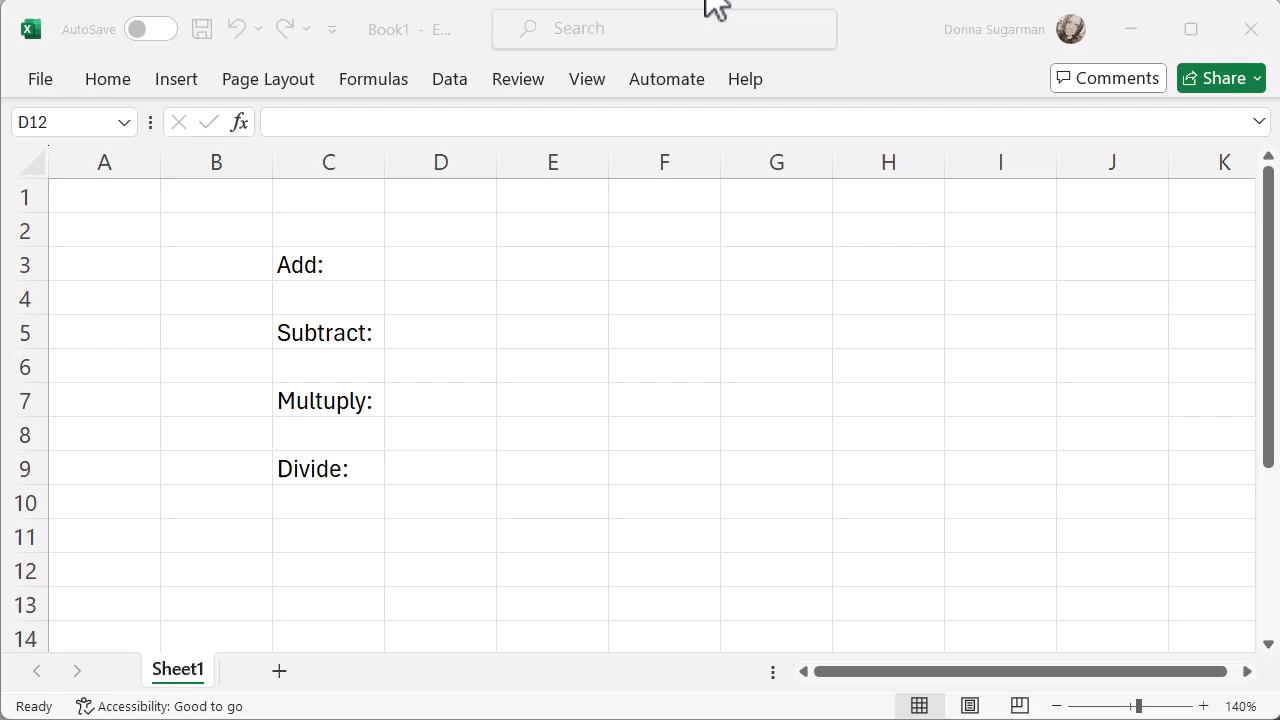 AutoSave
Book1 - E...
Search
Donna Sugarman
File Home Insert Page Layout Formulas Data Review View Automate Help
Comments
Share
D12
fx
A B C D E F G H I J K
1
2
3 Add:
4
5 Subtract:
6
7 Multuply:
8
9 Divide:
10
11
12
13
14
Sheet1
Ready Accessibility: Good to go 140%